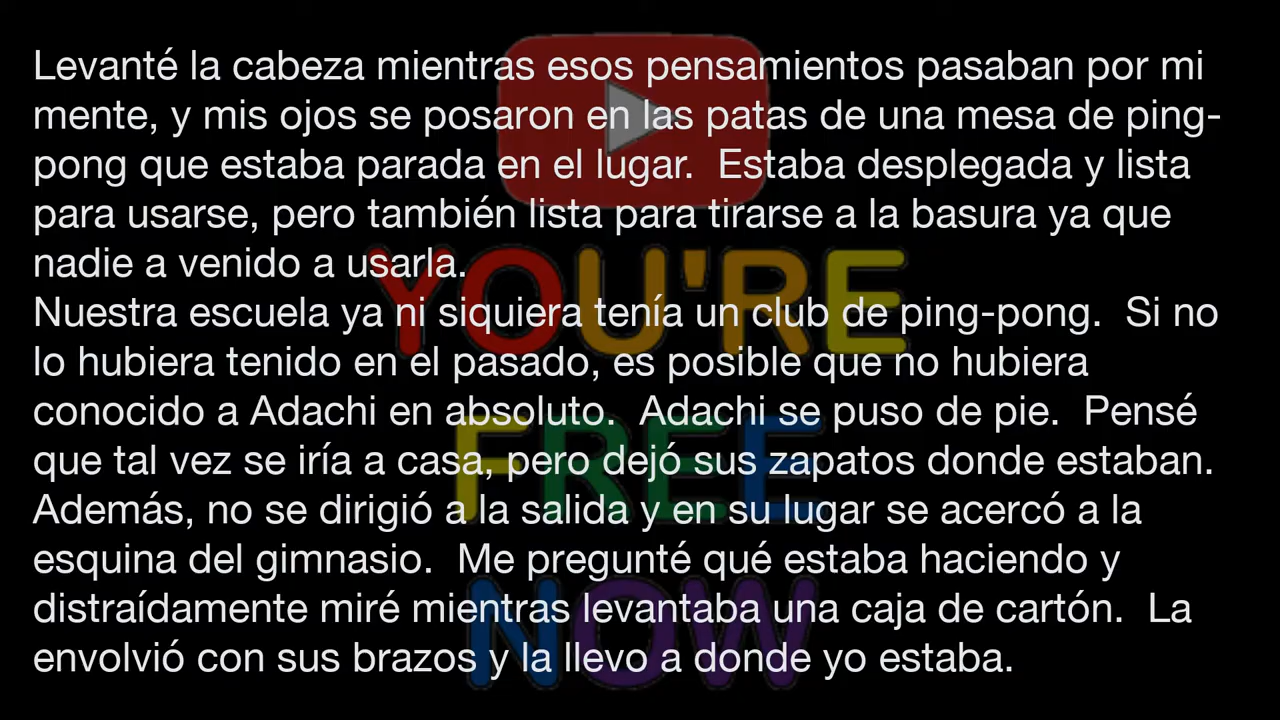 Levanté la cabeza mientras esos pensamientos pasaban por mi
mente, y mis ojos se posaron en las patas de una mesa de ping-
pong que estaba parada en el lugar.  Estaba desplegada y lista
para usarse, pero también lista para tirarse a la basura ya que
nadie a venido a usarla.
Nuestra escuela ya ni siquiera tenía un club de ping-pong.  Si no
lo hubiera tenido en el pasado, es posible que no hubiera
conocido a Adachi en absoluto.  Adachi se puso de pie.  Pensé
que tal vez se iría a casa, pero dejó sus zapatos donde estaban.
Además, no se dirigió a la salida y en su lugar se acercó a la
esquina del gimnasio.  Me pregunté qué estaba haciendo y
distraídamente miré mientras levantaba una caja de cartón.  La
envolvió con sus brazos y la llevo a donde yo estaba.
YOU'RE
FREE
NOW